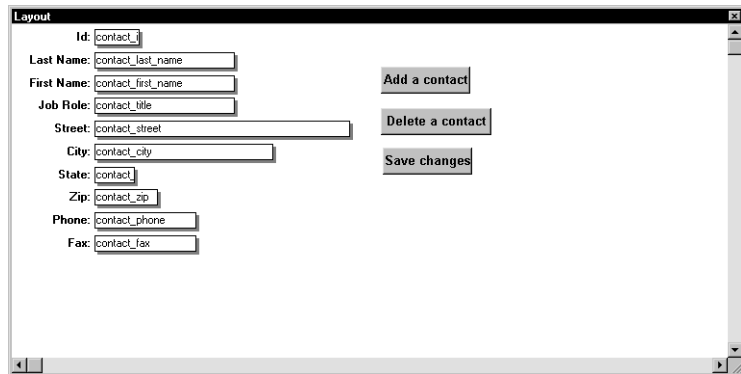 Layout
Id: contact_i
Last Name: contact_last_name
First Name: contact_first_name
Job Role: contact_title
Street: contact_street
City: contact_city
State: contact_
Zip: contact_zip
Phone: contact_phone
Fax: contact_fax
Add a contact
Delete a contact
Save changes